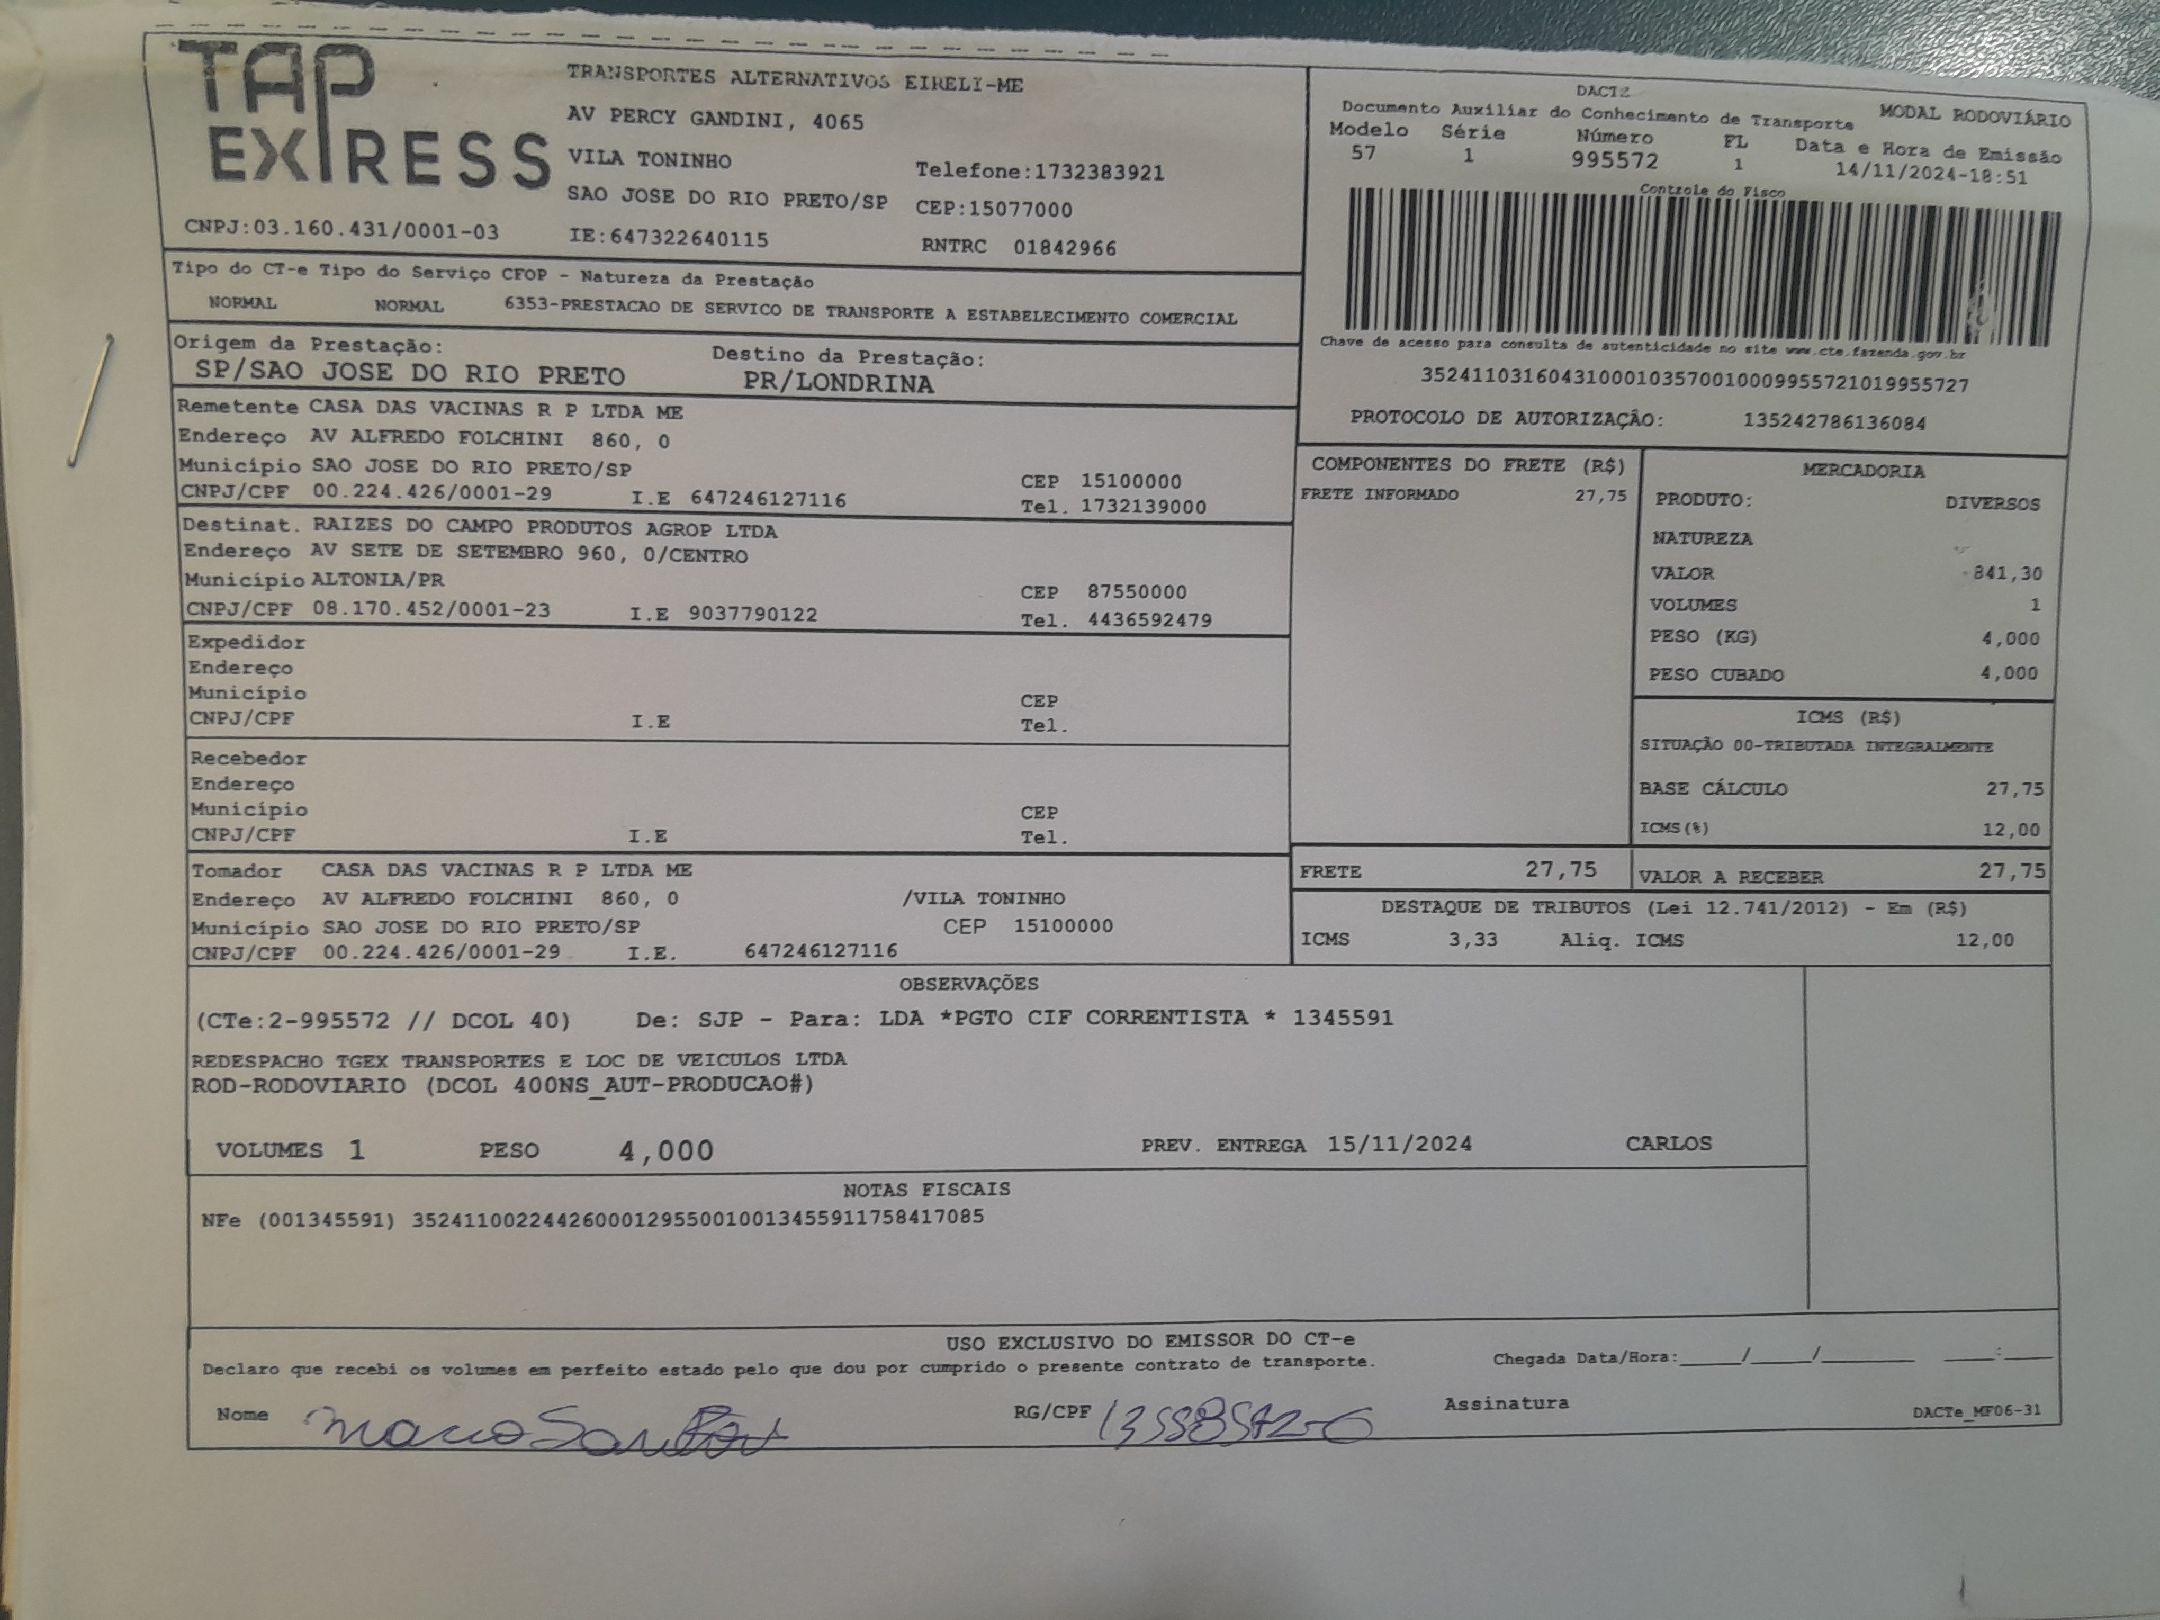 TAP EXPRESS
TRANSPORTES ALTERNATIVOS EIRELI-ME
AV PERCY GANDINI, 4065
VILA TONINHO
Telefone:1732383921
SAO JOSE DO RIO PRETO/SP CEP:15077000
CNPJ:03.160.431/0001-03 IE:647322640115 RNTRC 01842966
DACTE
Documento Auxiliar do Conhecimento de Transporte MODAL RODOVIÁRIO
Modelo Série Número FL Data e Hora de Emissão
57 1 995572 1 14/11/2024-18:51
Controle do Fisco
Chave de acesso para consulta de autenticidade no site www.cte.fazenda.gov.br
35241103160431000103570010009955721019955727
PROTOCOLO DE AUTORIZAÇÃO: 135242786136084
Tipo do CT-e Tipo do Serviço CFOP - Natureza da Prestação
NORMAL NORMAL 6353-PRESTACAO DE SERVICO DE TRANSPORTE A ESTABELECIMENTO COMERCIAL
Origem da Prestação: Destino da Prestação:
SP/SAO JOSE DO RIO PRETO PR/LONDRINA
Remetente CASA DAS VACINAS R P LTDA ME
Endereço AV ALFREDO FOLCHINI 860, 0
Município SAO JOSE DO RIO PRETO/SP CEP 15100000
CNPJ/CPF 00.224.426/0001-29 I.E 647246127116 Tel. 1732139000
Destinat. RAIZES DO CAMPO PRODUTOS AGROP LTDA
Endereço AV SETE DE SETEMBRO 960, 0/CENTRO
Município ALTONIA/PR CEP 87550000
CNPJ/CPF 08.170.452/0001-23 I.E 9037790122 Tel. 4436592479
Expedidor
Endereço
Município CEP
CNPJ/CPF I.E Tel.
Recebedor
Endereço
Município CEP
CNPJ/CPF I.E Tel.
Tomador CASA DAS VACINAS R P LTDA ME
Endereço AV ALFREDO FOLCHINI 860, 0 /VILA TONINHO
Município SAO JOSE DO RIO PRETO/SP CEP 15100000
CNPJ/CPF 00.224.426/0001-29 I.E. 647246127116
COMPONENTES DO FRETE (R$)
FRETE INFORMADO 27,75
MERCADORIA
PRODUTO: DIVERSOS
NATUREZA
VALOR 841,30
VOLUMES 1
PESO (KG) 4,000
PESO CUBADO 4,000
ICMS (R$)
SITUAÇÃO 00-TRIBUTADA INTEGRALMENTE
BASE CÁLCULO 27,75
ICMS(%) 12,00
FRETE 27,75 VALOR A RECEBER 27,75
DESTAQUE DE TRIBUTOS (Lei 12.741/2012) - Em (R$)
ICMS 3,33 Aliq. ICMS 12,00
OBSERVAÇÕES
(CTe:2-995572 // DCOL 40) De: SJP - Para: LDA *PGTO CIF CORRENTISTA * 1345591
REDESPACHO TGEX TRANSPORTES E LOC DE VEICULOS LTDA
ROD-RODOVIARIO (DCOL 400NS_AUT-PRODUCAO#)
VOLUMES 1 PESO 4,000 PREV. ENTREGA 15/11/2024 CARLOS
NOTAS FISCAIS
NFe (001345591) 35241100224426000129550010013455911758417085
USO EXCLUSIVO DO EMISSOR DO CT-e
Declaro que recebi os volumes em perfeito estado pelo que dou por cumprido o presente contrato de transporte. Chegada Data/Hora:_____/_____/_______ ____:____
Nome RG/CPF Assinatura DACTe_MF06-31